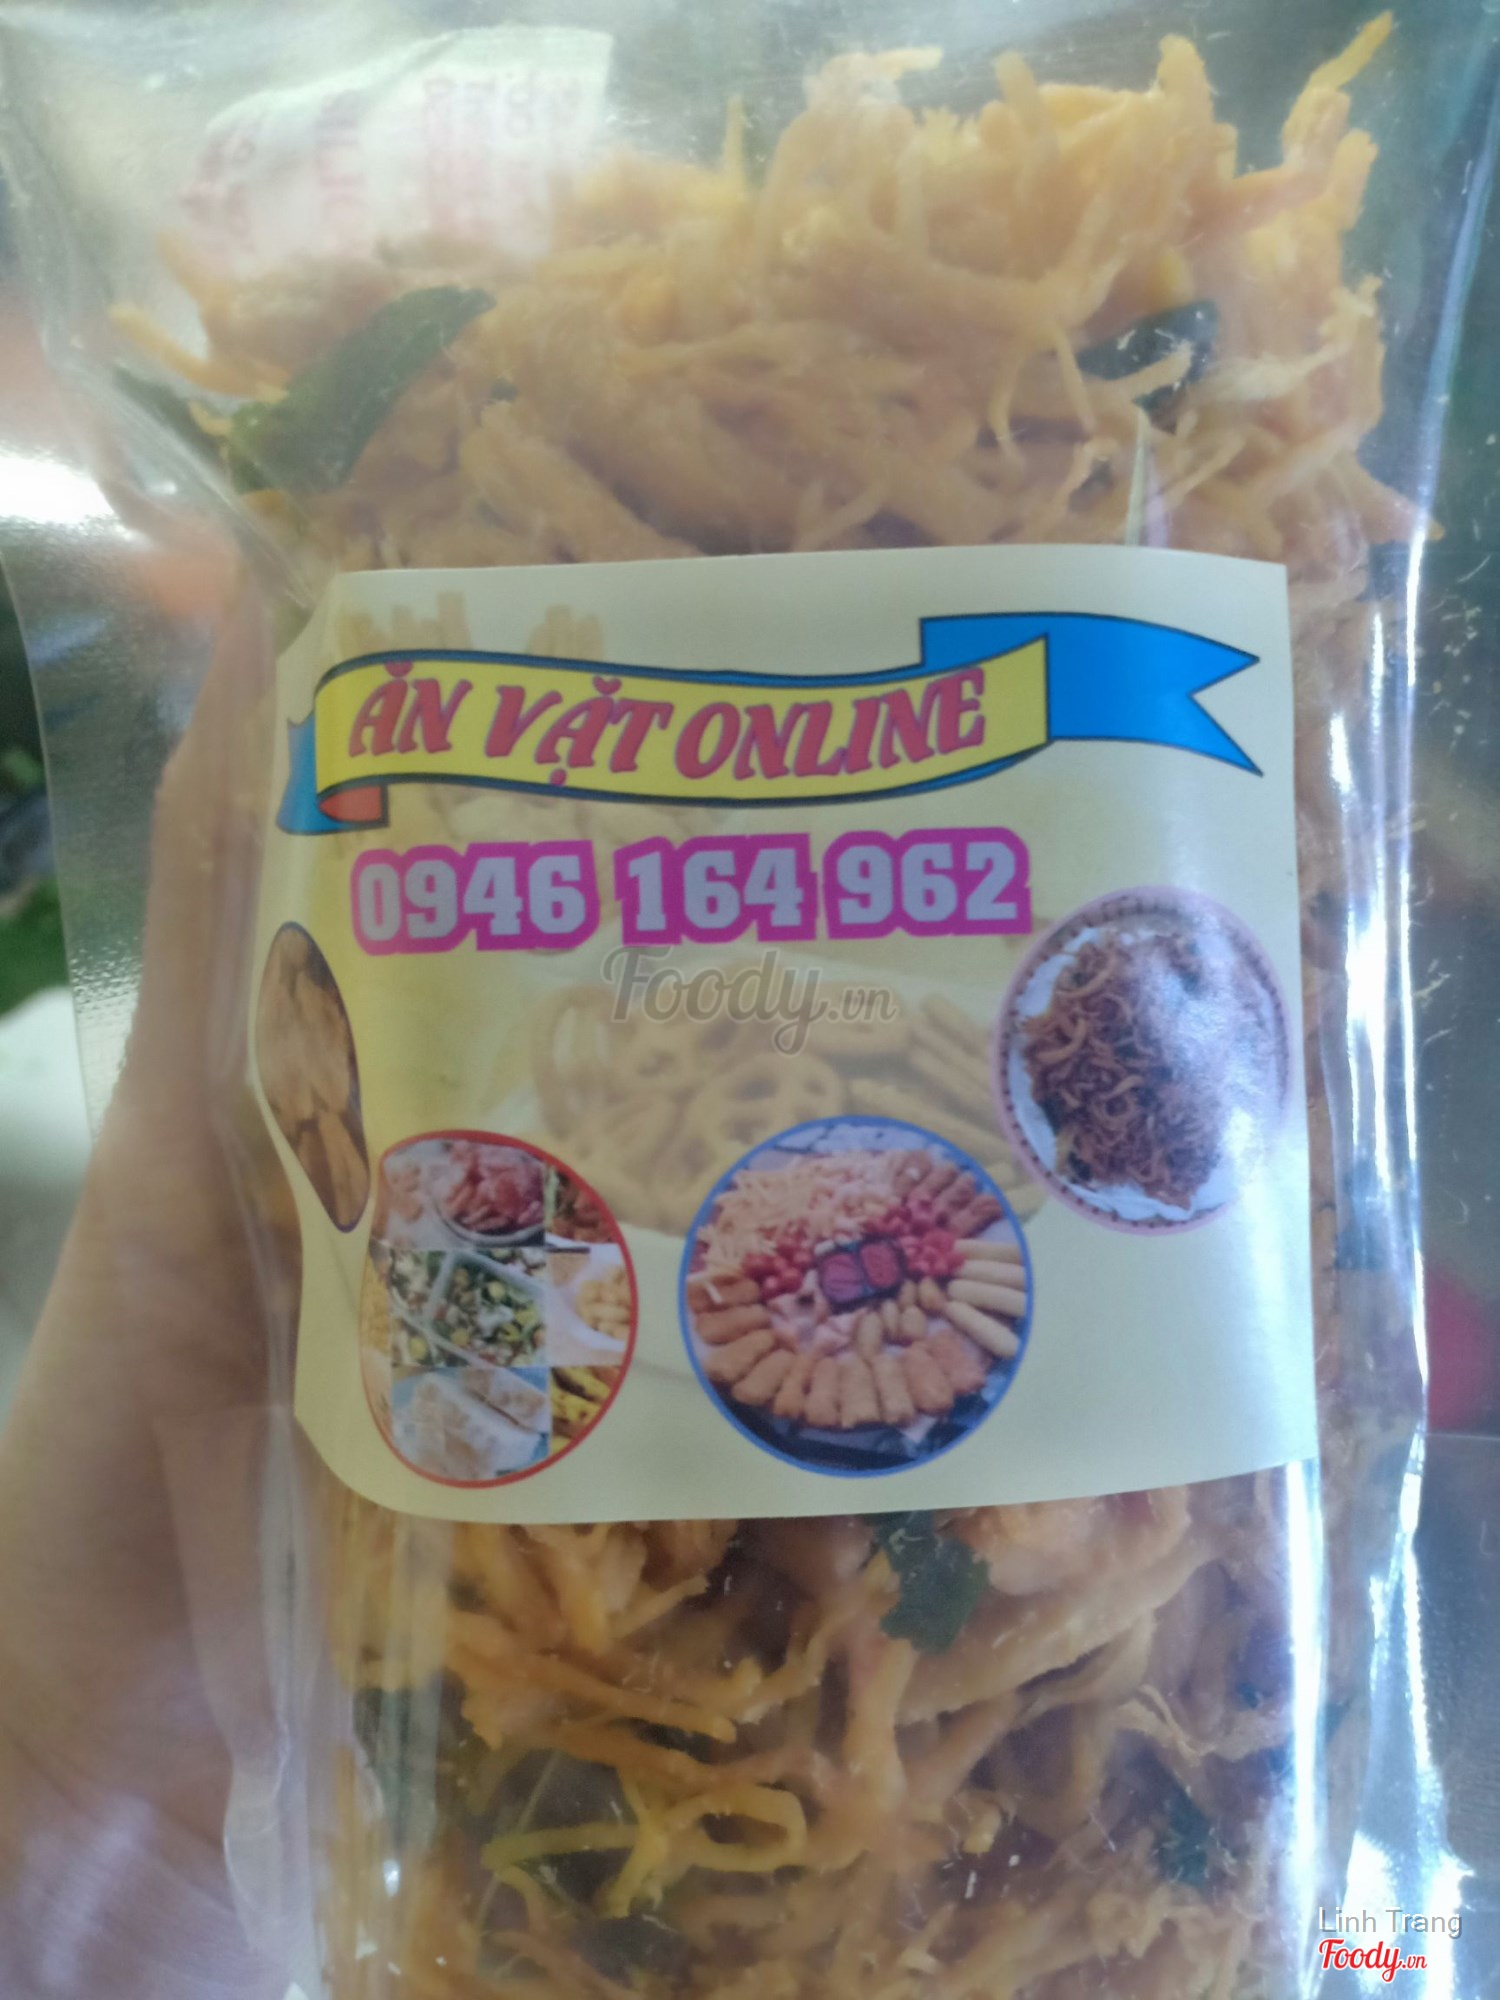 ĂN VẶT ONLINE
0946 164 962
Foody.vn
Linh Trang
Foody.vn